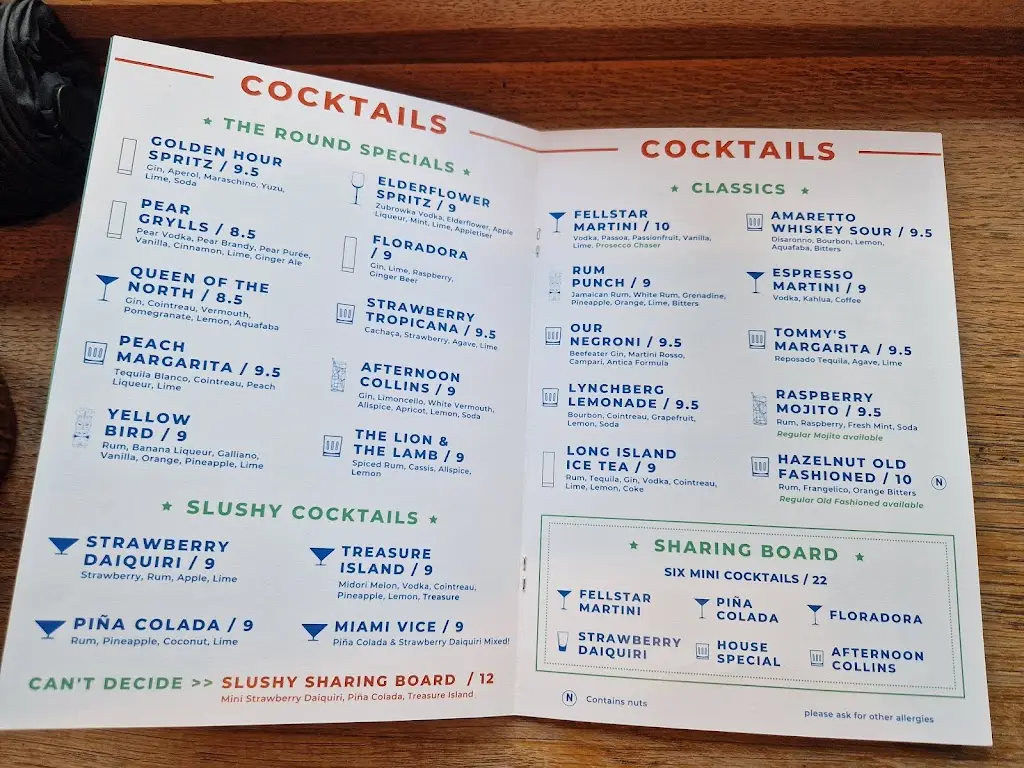 COCKTAILS
THE ROUND SPECIALS
GOLDEN HOUR
SPRITZ / 9.5
Gin, Aperol, Maraschino, Yuzu,
Lime, Soda
PEAR
GRYLLS / 8.5
Pear Vodka, Pear Brandy, Pear Purée,
Vanilla, Cinnamon, Lime, Ginger Ale
QUEEN OF THE
NORTH / 8.5
Gin, Cointreau, Vermouth,
Pomegranate, Lemon, Aquafaba
PEACH
MARGARITA / 9.5
Tequila Blanco, Cointreau, Peach
Liqueur, Lime
YELLOW
BIRD / 9
Rum, Banana Liqueur, Galliano,
Vanilla, Orange, Pineapple, Lime
ELDERFLOWER
SPRITZ / 9
Zubrowka Vodka, Elderflower, Apple
Liqueur, Mint, Lime, Appletiser
FLORADORA
/ 9
Gin, Lime, Raspberry,
Ginger Beer
STRAWBERRY
TROPICANA / 9.5
Cachaça, Strawberry, Agave, Lime
AFTERNOON
COLLINS / 9
Gin, Limoncello, White Vermouth,
Allspice, Apricot, Lemon, Soda
THE LION &
THE LAMB / 9
Spiced Rum, Cassis, Allspice,
Lemon
SLUSHY COCKTAILS
STRAWBERRY
DAIQUIRI / 9
Strawberry, Rum, Apple, Lime
TREASURE
ISLAND / 9
Midori Melon, Vodka, Cointreau,
Pineapple, Lemon, Treasure
PIÑA COLADA / 9
Rum, Pineapple, Coconut, Lime
MIAMI VICE / 9
Piña Colada & Strawberry Daiquiri Mixed!
CAN'T DECIDE >> SLUSHY SHARING BOARD / 12
Mini Strawberry Daiquiri, Piña Colada, Treasure Island
COCKTAILS
CLASSICS
FELLSTAR
MARTINI / 10
Vodka, Passoa, Passionfruit, Vanilla,
Lime, Prosecco Chaser
RUM
PUNCH / 9
Jamaican Rum, White Rum, Grenadine,
Pineapple, Orange, Lime, Bitters
OUR
NEGRONI / 9.5
Beefeater Gin, Martini Rosso,
Campari, Antica Formula
LYNCHBERG
LEMONADE / 9.5
Bourbon, Cointreau, Grapefruit,
Lemon, Soda
LONG ISLAND
ICE TEA / 9
Rum, Tequila, Gin, Vodka, Cointreau,
Lime, Lemon, Coke
AMARETTO
WHISKEY SOUR / 9.5
Disaronno, Bourbon, Lemon,
Aquafaba, Bitters
ESPRESSO
MARTINI / 9
Vodka, Kahlua, Coffee
TOMMY'S
MARGARITA / 9.5
Reposado Tequila, Agave, Lime
RASPBERRY
MOJITO / 9.5
Rum, Raspberry, Fresh Mint, Soda
Regular Mojito available
HAZELNUT OLD
FASHIONED / 10 N
Rum, Frangelico, Orange Bitters
Regular Old Fashioned available
SHARING BOARD
SIX MINI COCKTAILS / 22
FELLSTAR
MARTINI
PIÑA
COLADA
FLORADORA
STRAWBERRY
DAIQUIRI
HOUSE
SPECIAL
AFTERNOON
COLLINS
N Contains nuts
please ask for other allergies